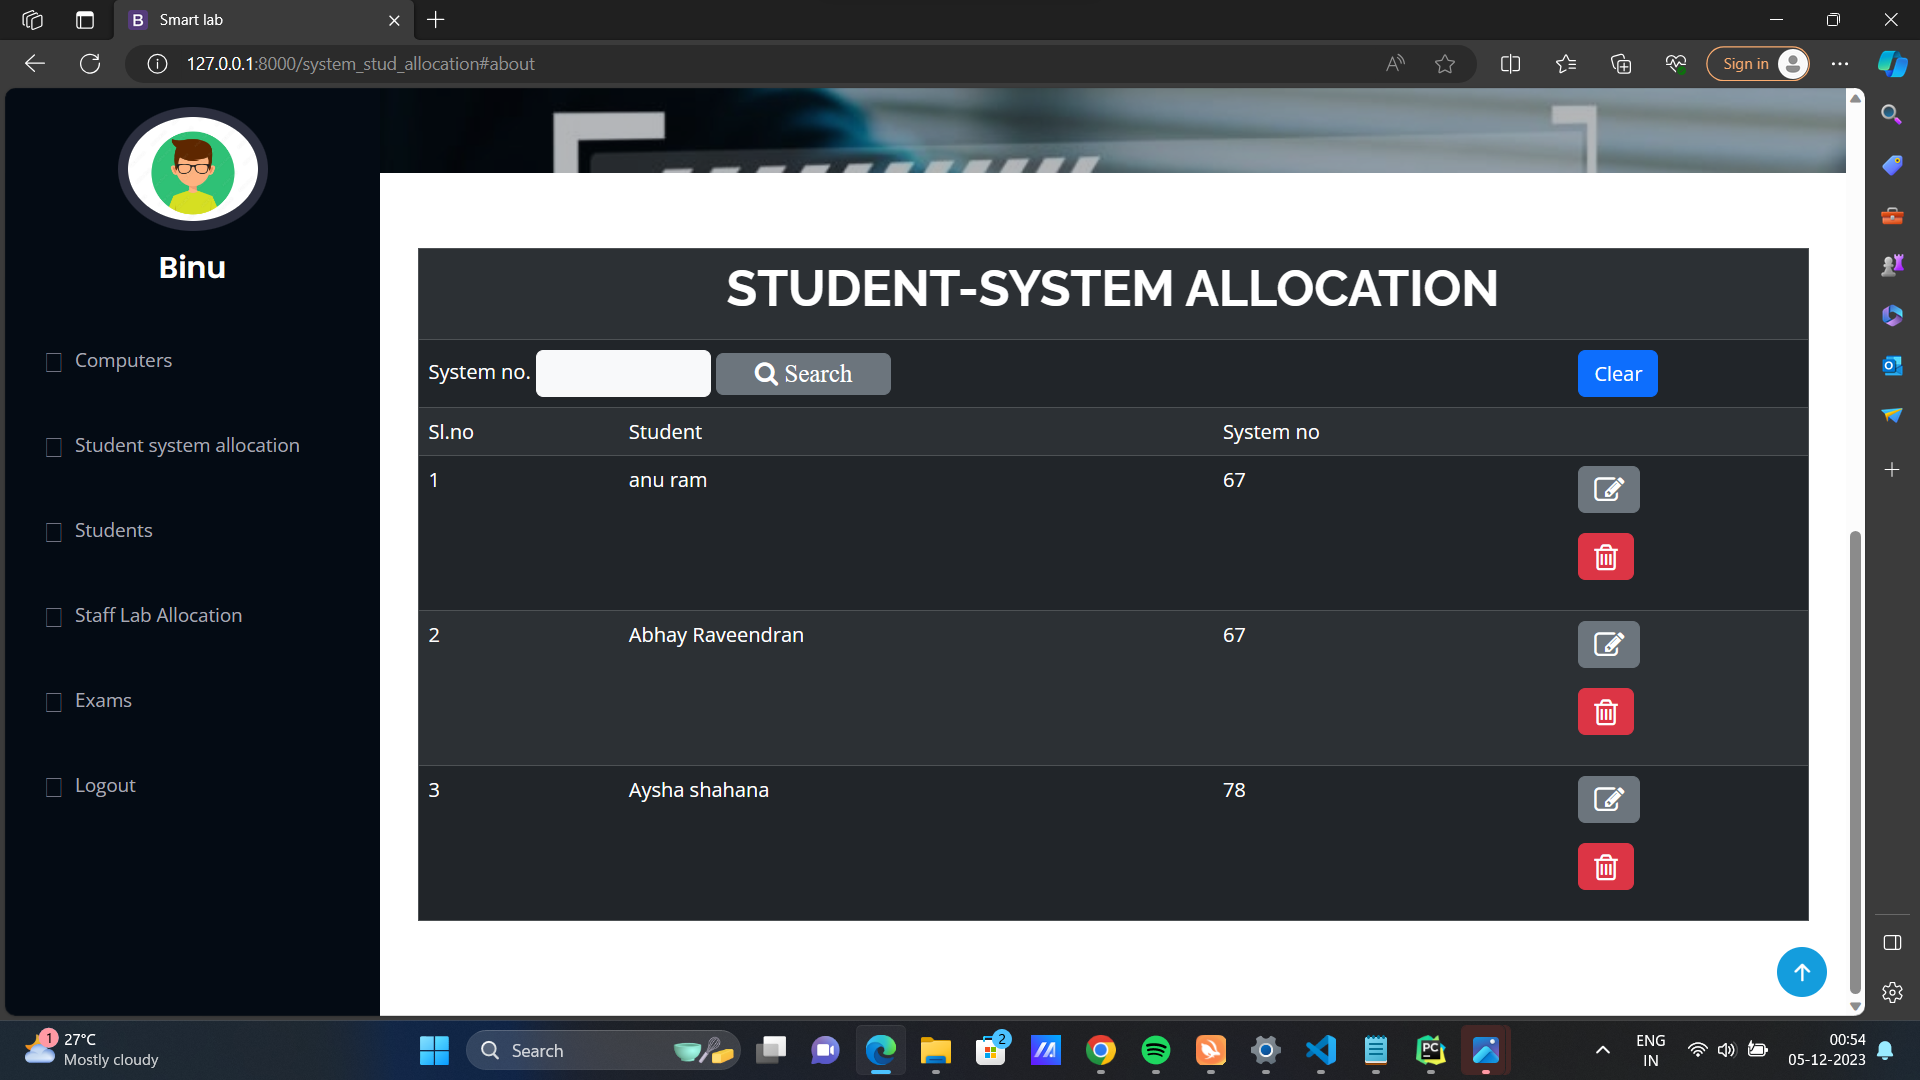 B Smart lab
127.0.0.1:8000/system_stud_allocation#about
Sign in
Binu
Computers
Student system allocation
Students
Staff Lab Allocation
Exams
Logout
STUDENT-SYSTEM ALLOCATION
System no. Search Clear
Sl.no Student System no
1 anu ram 67
2 Abhay Raveendran 67
3 Aysha shahana 78
1 27°C
Mostly cloudy
Search
2
PC
ENG
IN
00:54
05-12-2023